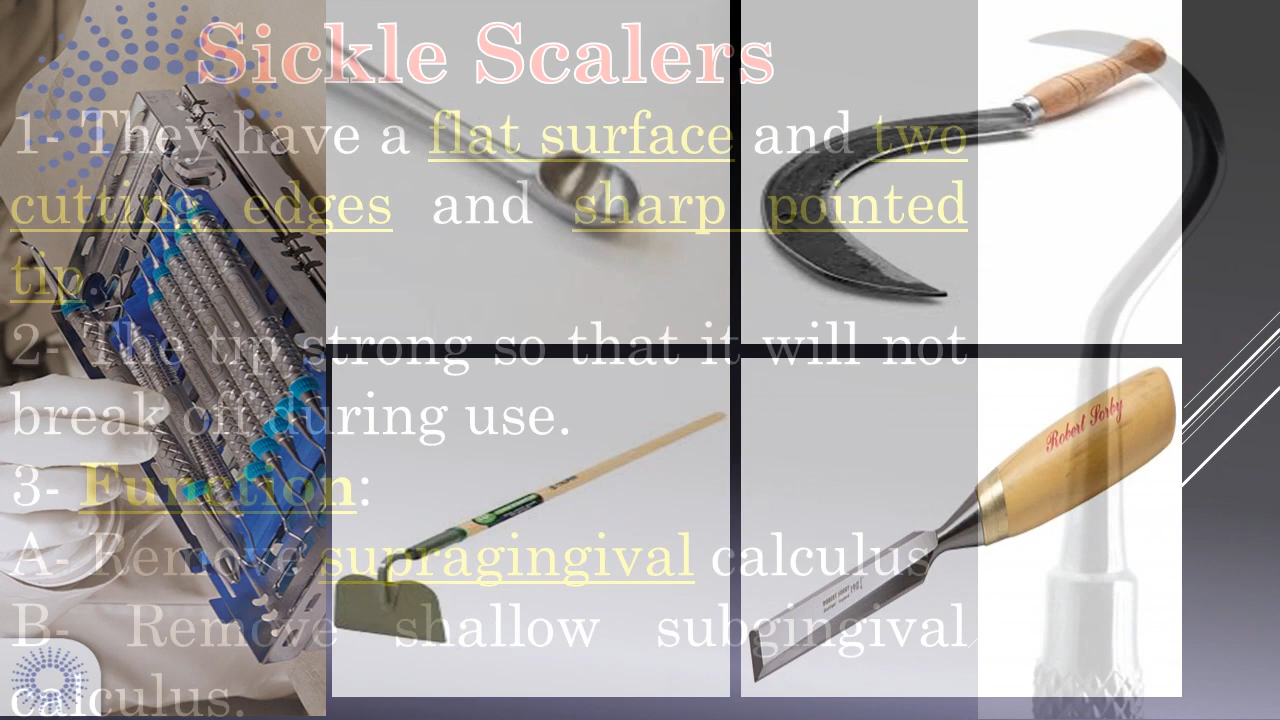 Sickle Scalers
1- They have a flat surface and two
cutting edges and sharp pointed
tip.
2- The tip strong so that it will not
break off during use.
3- Function:
A- Remove supragingival calculus
B- Remove shallow subgingival
calculus.
Robert Sorby